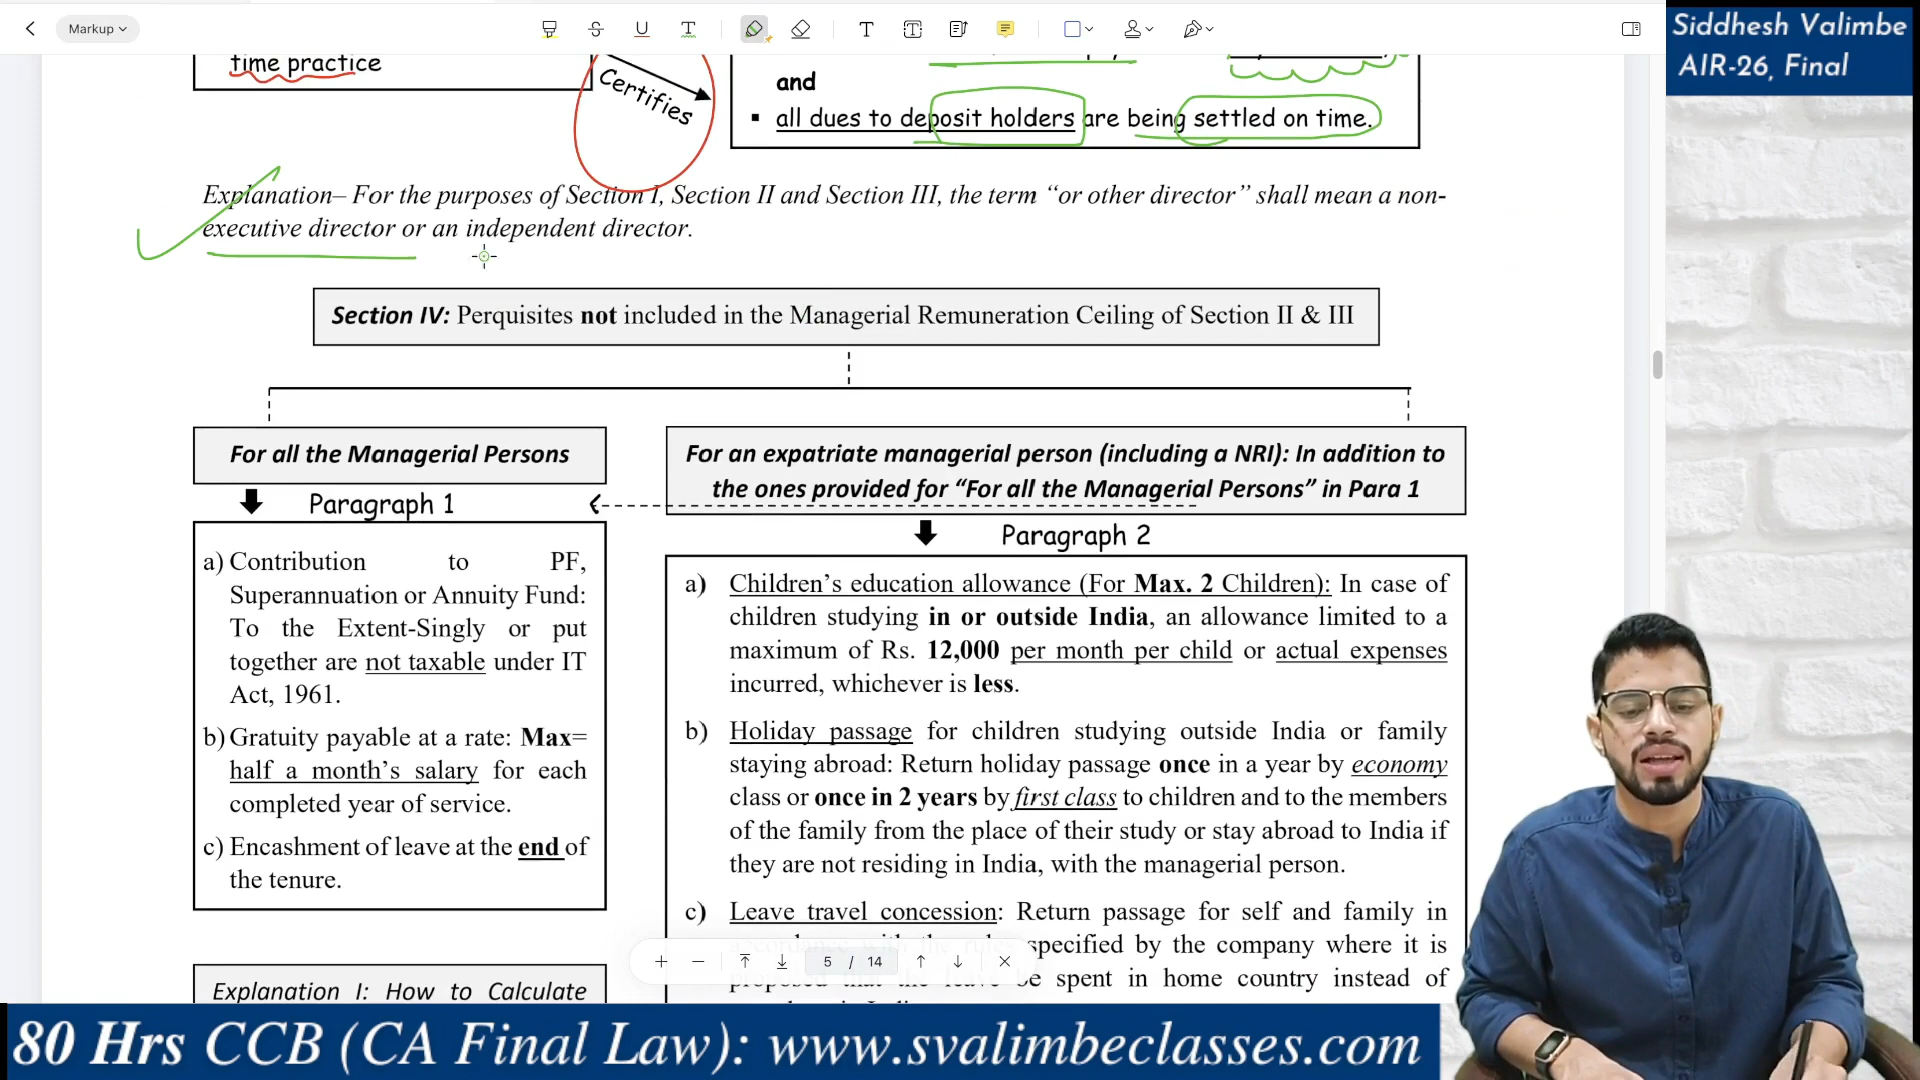 Markup
Siddhesh Valimbe
AIR-26, Final
time practice
Certifies
and
▪ all dues to deposit holders are being settled on time.
Explanation– For the purposes of Section I, Section II and Section III, the term “or other director” shall mean a non-
executive director or an independent director.
Section IV: Perquisites not included in the Managerial Remuneration Ceiling of Section II & III
For all the Managerial Persons
Paragraph 1
a) Contribution to PF,
Superannuation or Annuity Fund:
To the Extent-Singly or put
together are not taxable under IT
Act, 1961.
b) Gratuity payable at a rate: Max=
half a month’s salary for each
completed year of service.
c) Encashment of leave at the end of
the tenure.
Explanation I: How to Calculate
For an expatriate managerial person (including a NRI): In addition to
the ones provided for “For all the Managerial Persons” in Para 1
Paragraph 2
a) Children’s education allowance (For Max. 2 Children): In case of
children studying in or outside India, an allowance limited to a
maximum of Rs. 12,000 per month per child or actual expenses
incurred, whichever is less.
b) Holiday passage for children studying outside India or family
staying abroad: Return holiday passage once in a year by economy
class or once in 2 years by first class to children and to the members
of the family from the place of their study or stay abroad to India if
they are not residing in India, with the managerial person.
c) Leave travel concession: Return passage for self and family in
accordance with the rules specified by the company where it is
proposed that the leave be spent in home country instead of
5 / 14
80 Hrs CCB (CA Final Law): www.svalimbeclasses.com